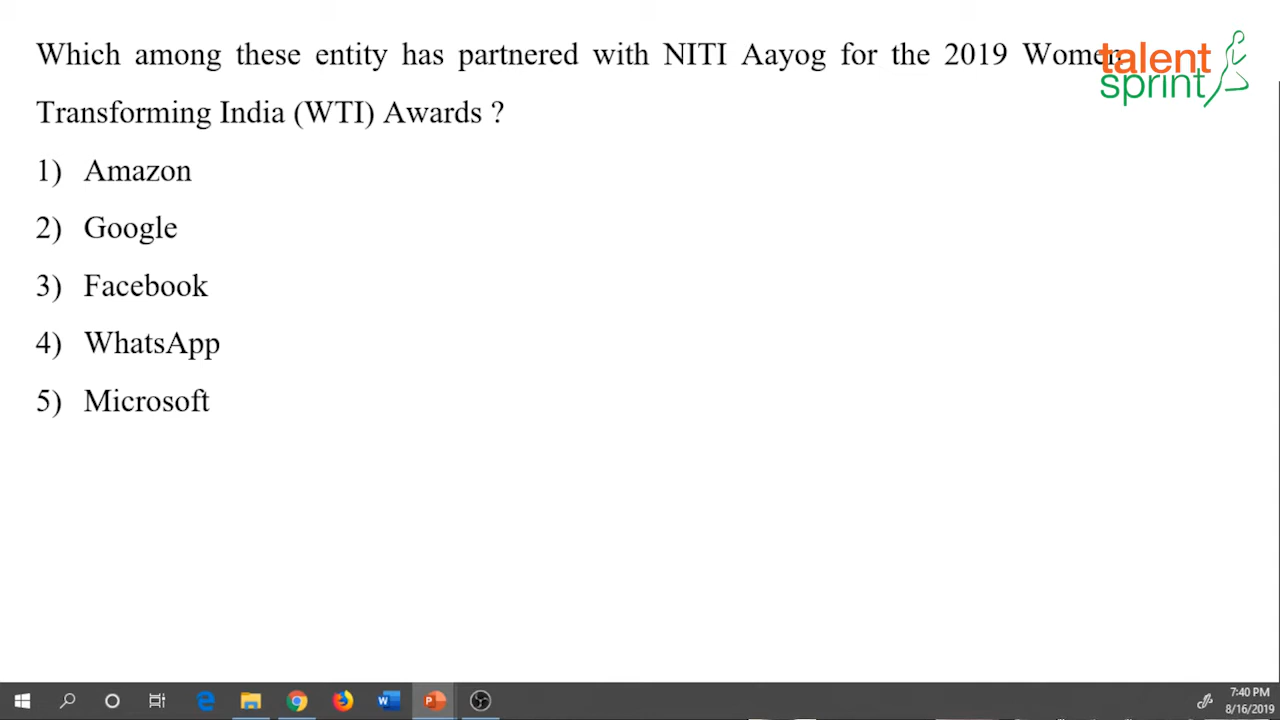 Which among these entity has partnered with NITI Aayog for the 2019 Women
talent
sprint
Transforming India (WTI) Awards ?
1) Amazon
2) Google
3) Facebook
4) WhatsApp
5) Microsoft
7:40 PM
8/16/2019